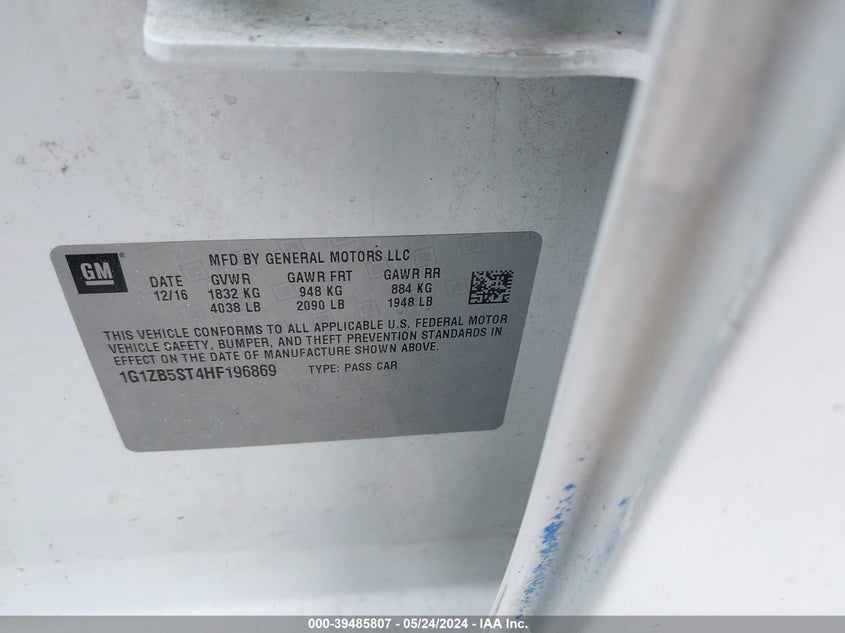 GM
MFD BY GENERAL MOTORS LLC
DATE GVWR GAWR FRT GAWR RR
12/16 1832 KG 948 KG 884 KG
4038 LB 2090 LB 1948 LB
THIS VEHICLE CONFORMS TO ALL APPLICABLE U.S. FEDERAL MOTOR
VEHICLE SAFETY, BUMPER, AND THEFT PREVENTION STANDARDS IN
EFFECT ON THE DATE OF MANUFACTURE SHOWN ABOVE.
1G1ZB5ST4HF196869 TYPE: PASS CAR
000-39485807 - 05/24/2024 - IAA Inc.